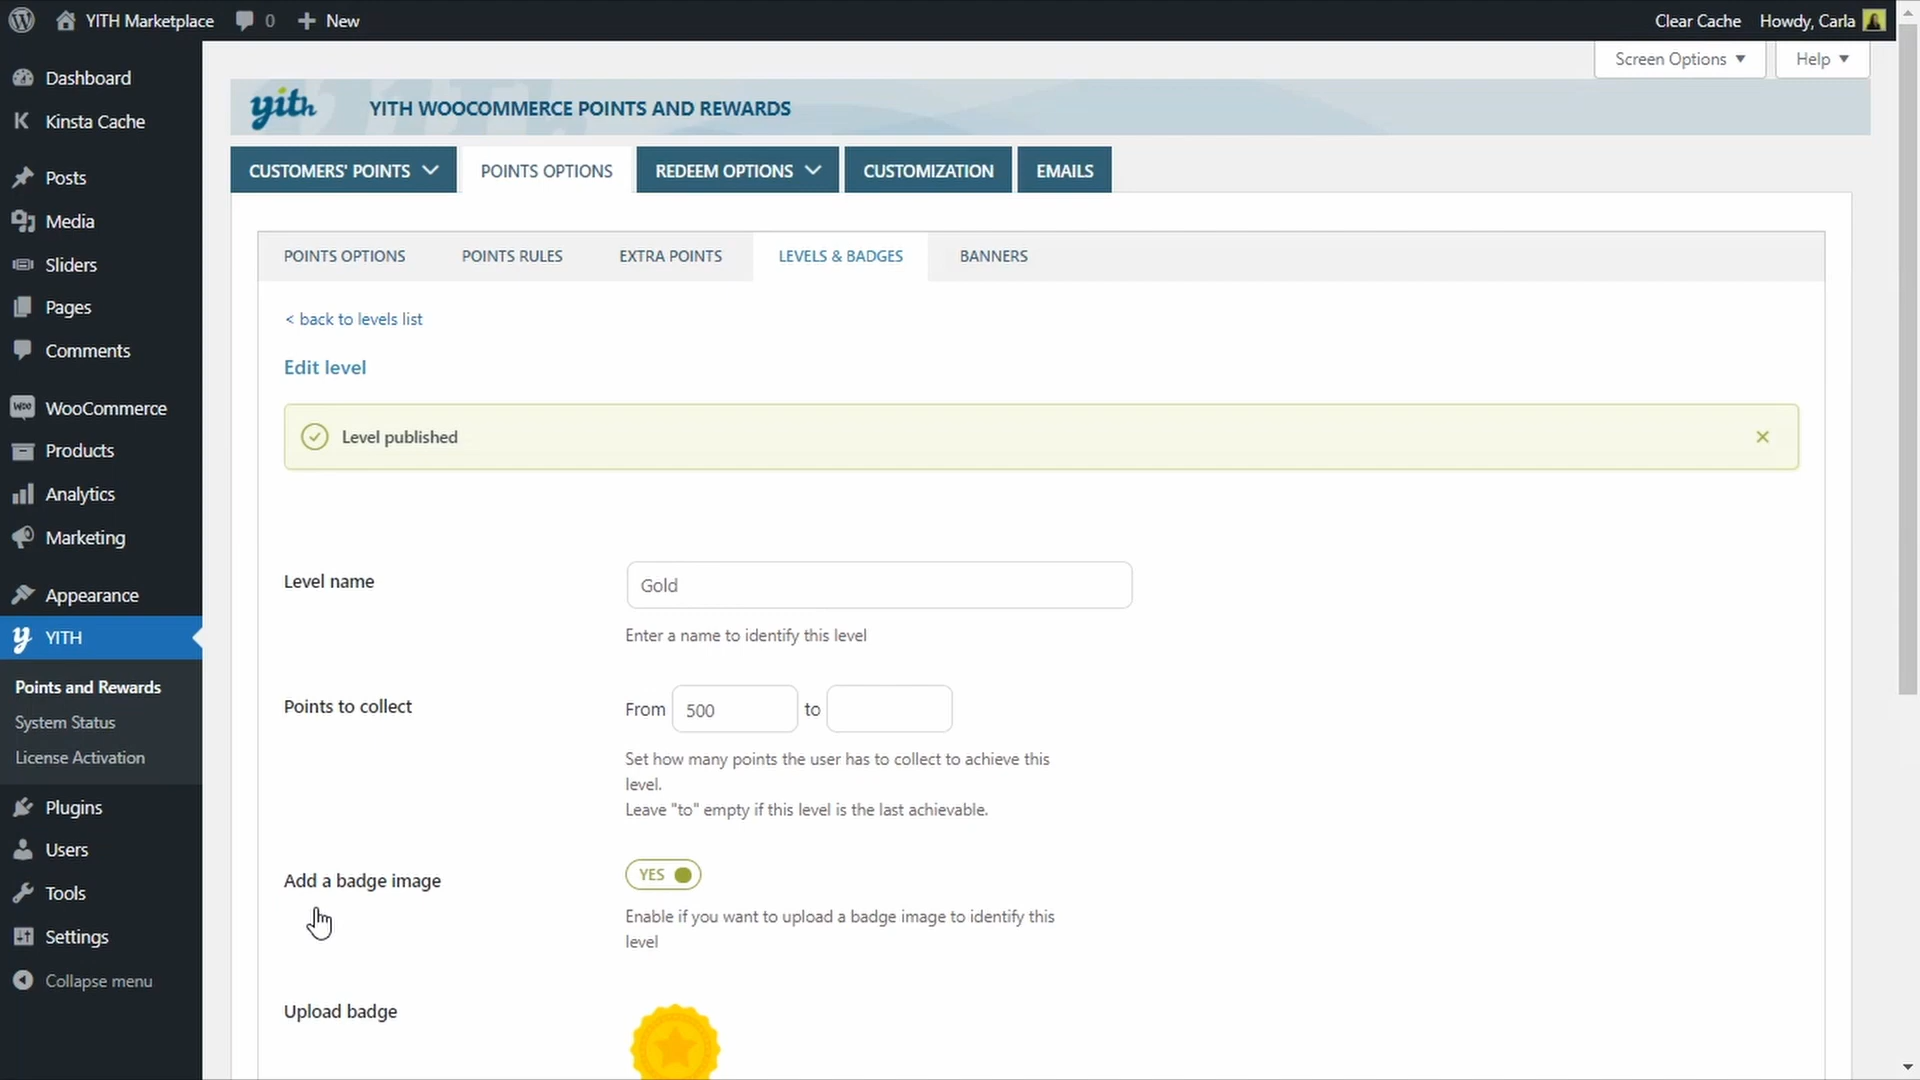 YITH Marketplace
0
New
Clear Cache
Howdy, Carla
Screen Options
Help
Dashboard
Kinsta Cache
Posts
Media
Sliders
Pages
Comments
WooCommerce
Products
Analytics
Marketing
Appearance
YITH
Points and Rewards
System Status
License Activation
Plugins
Users
Tools
Settings
Collapse menu
yith
YITH WOOCOMMERCE POINTS AND REWARDS
CUSTOMERS' POINTS
POINTS OPTIONS
REDEEM OPTIONS
CUSTOMIZATION
EMAILS
POINTS OPTIONS
POINTS RULES
EXTRA POINTS
LEVELS & BADGES
BANNERS
< back to levels list
Edit level
Level published
Level name
Gold
Enter a name to identify this level
Points to collect
From 500 to
Set how many points the user has to collect to achieve this
level.
Leave "to" empty if this level is the last achievable.
Add a badge image
YES
Enable if you want to upload a badge image to identify this
level
Upload badge